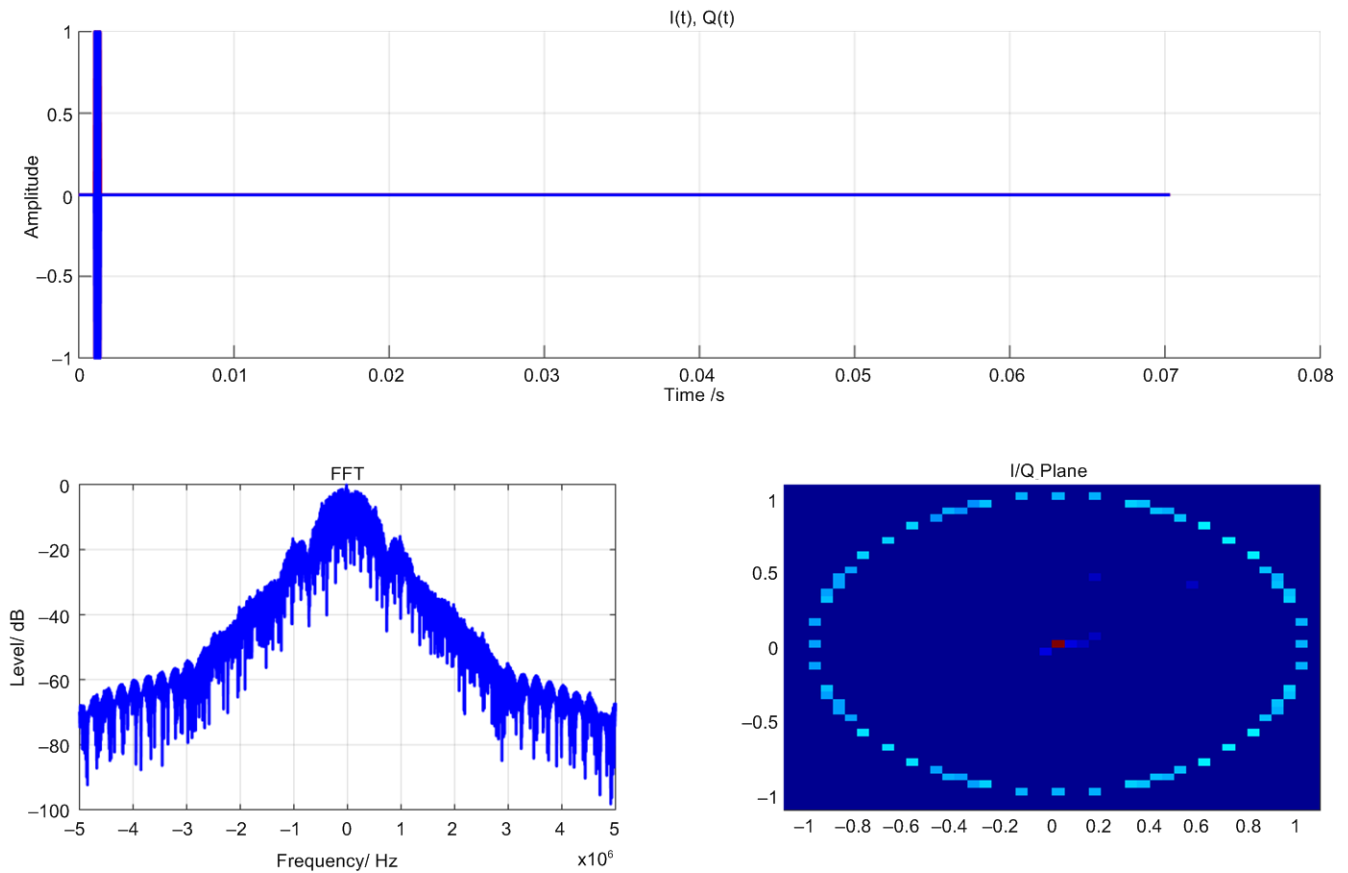 I(t), Q(t)
1
0.5
0
–0.5
–1
Amplitude
0 0.01 0.02 0.03 0.04 0.05 0.06 0.07 0.08
Time /s
FFT
0
–20
–40
–60
–80
–100
Level/ dB
–5 –4 –3 –2 –1 0 1 2 3 4 5
Frequency/ Hz
x10⁶
I/Q Plane
1
0.5
0
–0.5
–1
–1 –0.8 –0.6 –0.4 –0.2 0 0.2 0.4 0.6 0.8 1